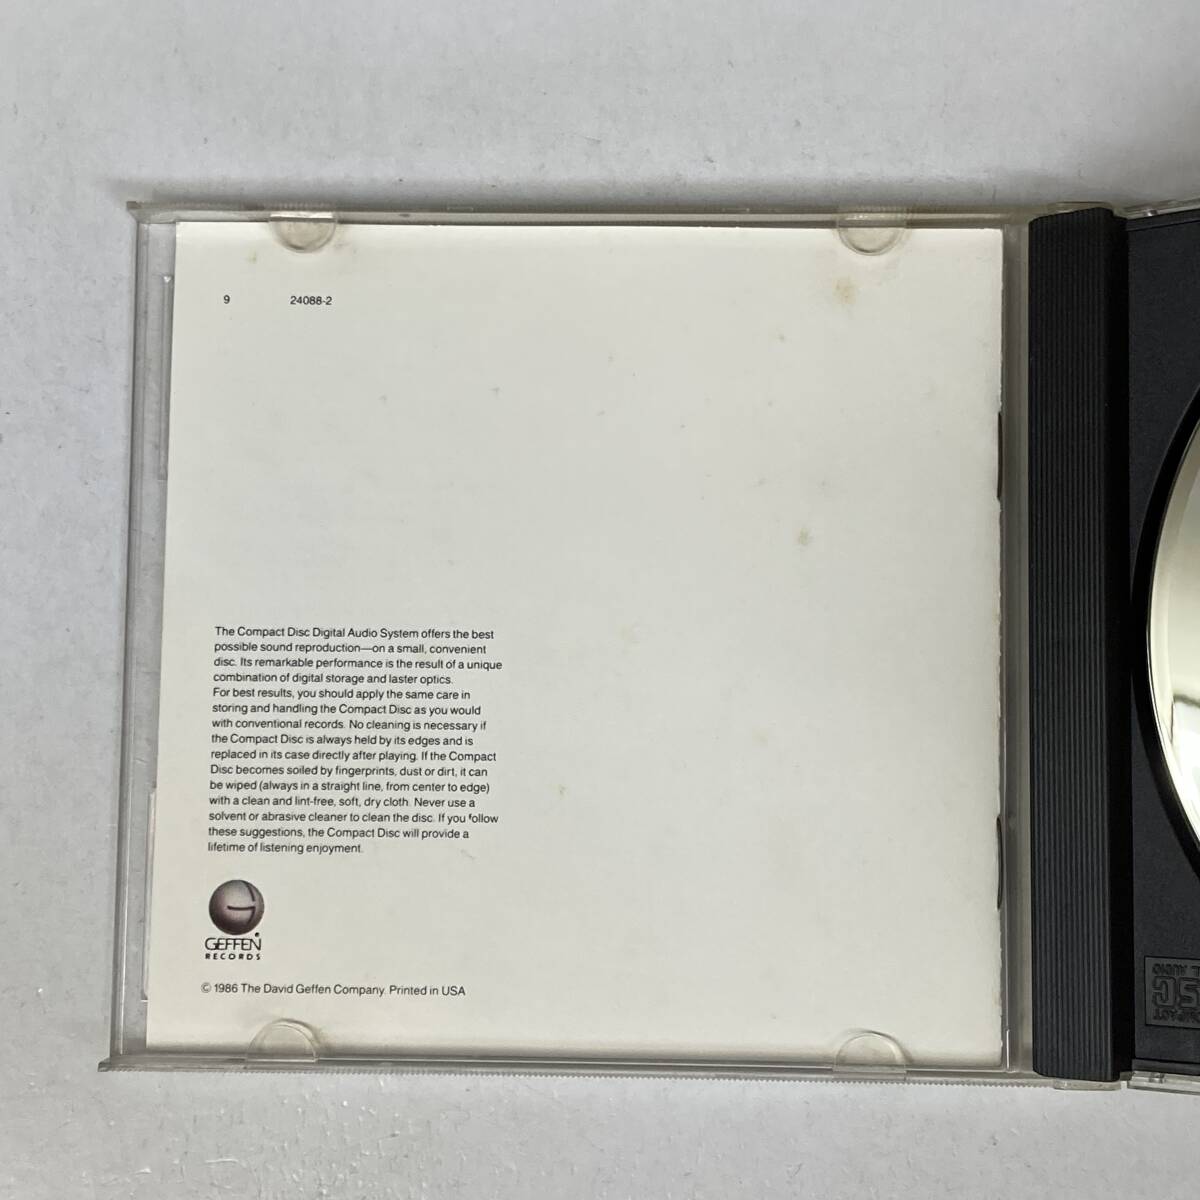 9 24088-2
The Compact Disc Digital Audio System offers the best
possible sound reproduction—on a small, convenient
disc. Its remarkable performance is the result of a unique
combination of digital storage and laster optics.
For best results, you should apply the same care in
storing and handling the Compact Disc as you would
with conventional records. No cleaning is necessary if
the Compact Disc is always held by its edges and is
replaced in its case directly after playing. If the Compact
Disc becomes soiled by fingerprints, dust or dirt, it can
be wiped (always in a straight line, from center to edge)
with a clean and lint-free, soft, dry cloth. Never use a
solvent or abrasive cleaner to clean the disc. If you follow
these suggestions, the Compact Disc will provide a
lifetime of listening enjoyment.
GEFFEN
RECORDS
© 1986 The David Geffen Company. Printed in USA